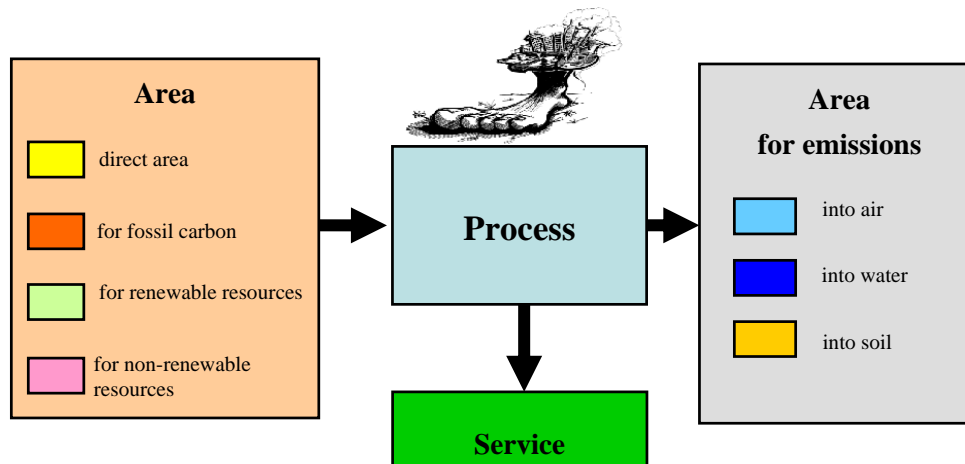 Area
direct area
for fossil carbon
for renewable resources
for non-renewable
resources
Process
Service
Area
for emissions
into air
into water
into soil